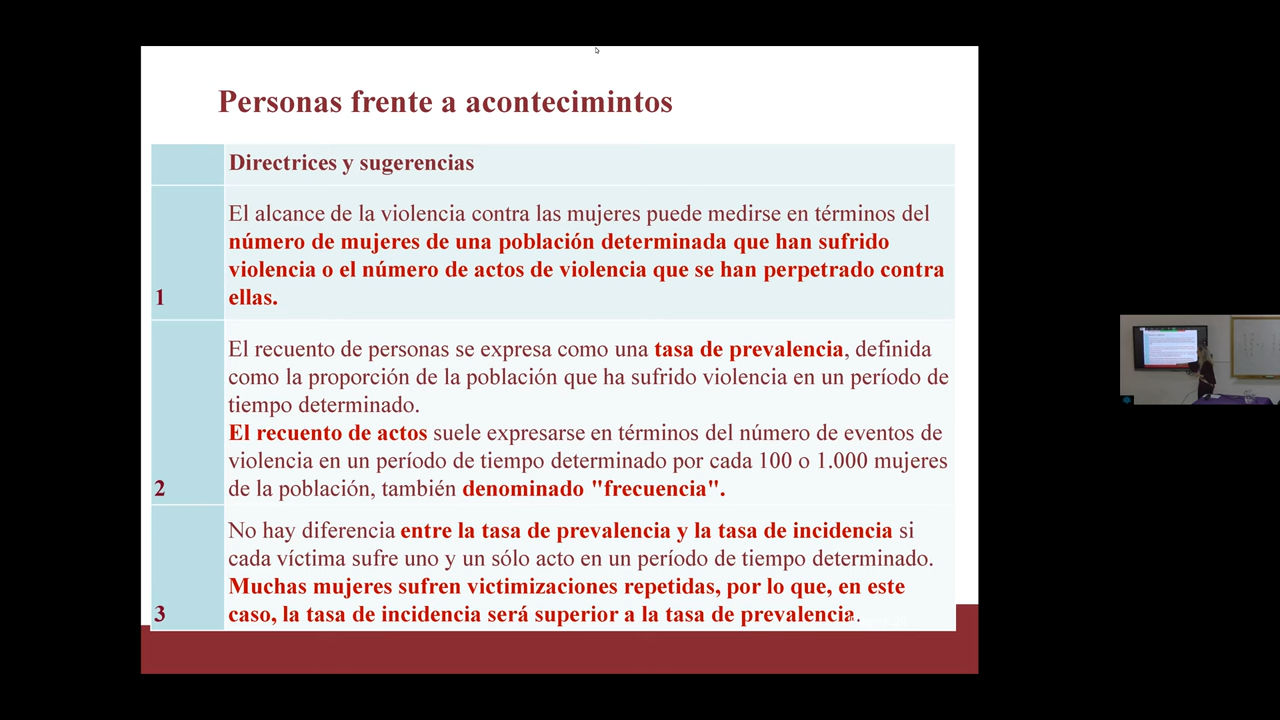 Personas frente a acontecimintos
Directrices y sugerencias
El alcance de la violencia contra las mujeres puede medirse en términos del
número de mujeres de una población determinada que han sufrido
violencia o el número de actos de violencia que se han perpetrado contra
1 ellas.
El recuento de personas se expresa como una tasa de prevalencia, definida
como la proporción de la población que ha sufrido violencia en un período de
tiempo determinado.
El recuento de actos suele expresarse en términos del número de eventos de
violencia en un período de tiempo determinado por cada 100 o 1.000 mujeres
2 de la población, también denominado "frecuencia".
No hay diferencia entre la tasa de prevalencia y la tasa de incidencia si
cada víctima sufre uno y un sólo acto en un período de tiempo determinado.
Muchas mujeres sufren victimizaciones repetidas, por lo que, en este
3 caso, la tasa de incidencia será superior a la tasa de prevalencia.